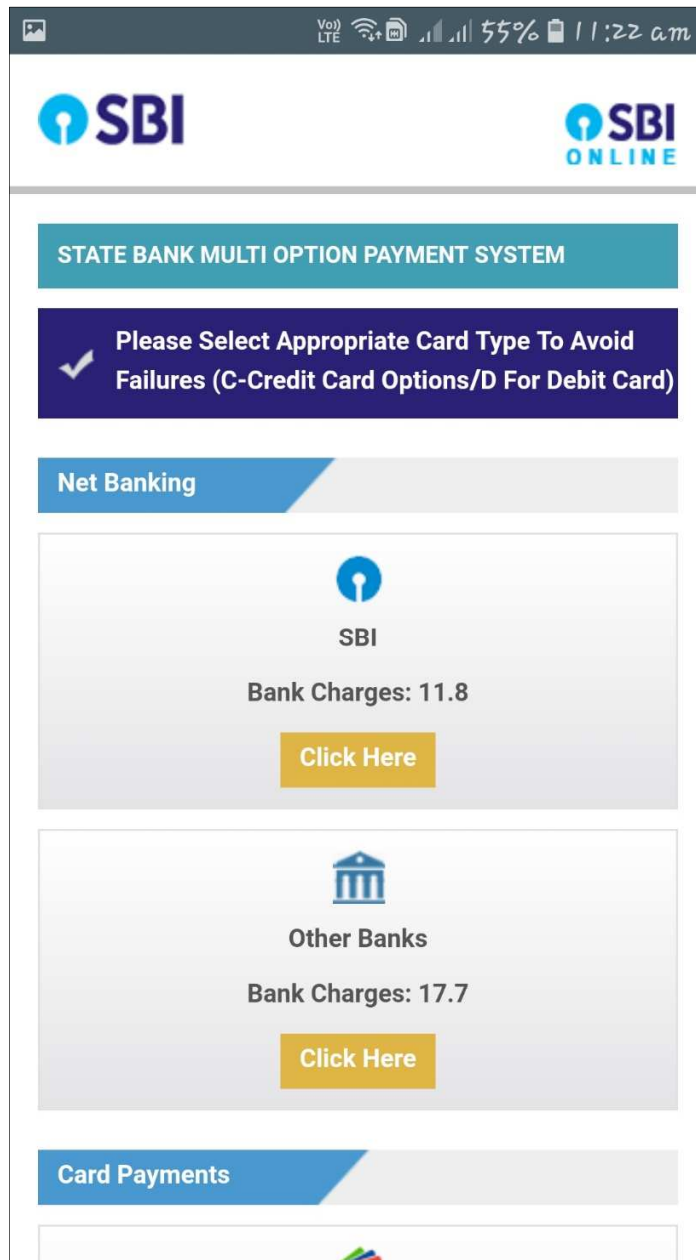 Vo)) LTE 55% 11:22 am
SBI
SBI
ONLINE
STATE BANK MULTI OPTION PAYMENT SYSTEM
Please Select Appropriate Card Type To Avoid
Failures (C-Credit Card Options/D For Debit Card)
Net Banking
SBI
Bank Charges: 11.8
Click Here
Other Banks
Bank Charges: 17.7
Click Here
Card Payments